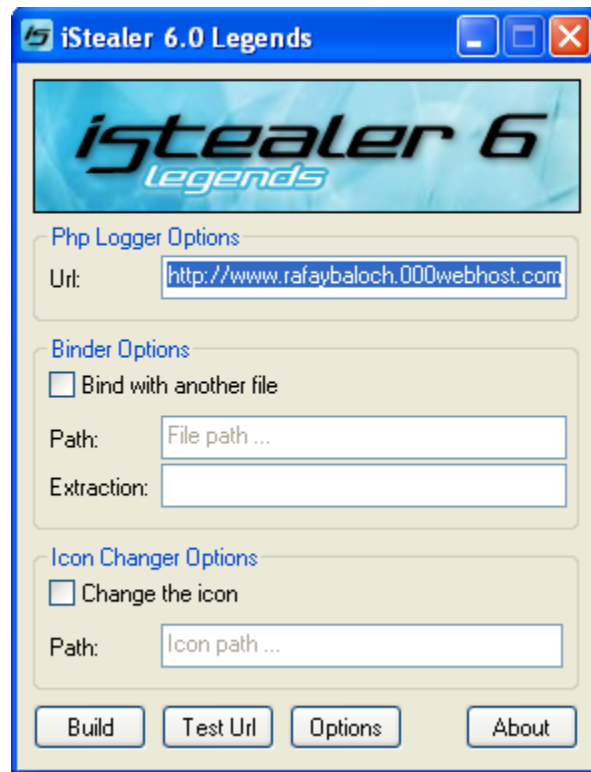 iStealer 6.0 Legends
istealer 6
legends
Php Logger Options
Url: http://www.rafaybaloch.000webhost.com
Binder Options
Bind with another file
Path: File path ...
Extraction:
Icon Changer Options
Change the icon
Path: Icon path ...
Build Test Url Options About